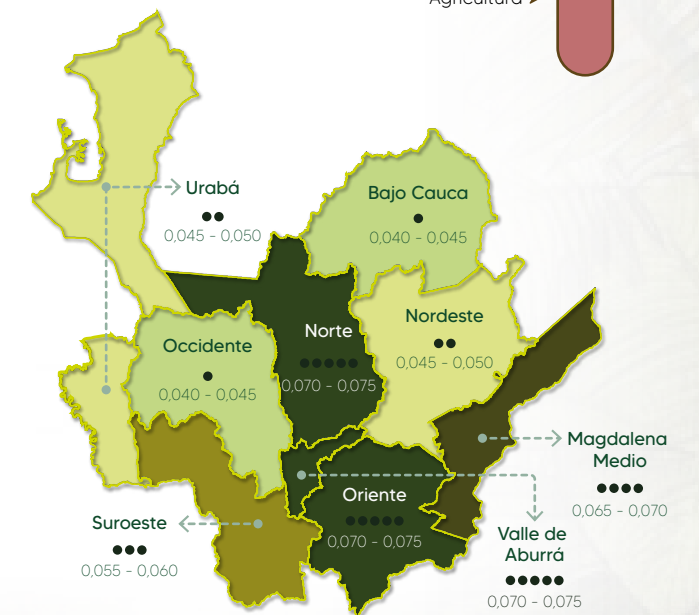 Agricultura
Urabá
0,045 - 0,050
Bajo Cauca
0,040 - 0,045
Norte
0,070 - 0,075
Nordeste
0,045 - 0,050
Occidente
0,040 - 0,045
Magdalena
Medio
0,065 - 0,070
Oriente
0,070 - 0,075
Suroeste
0,055 - 0,060
Valle de
Aburrá
0,070 - 0,075